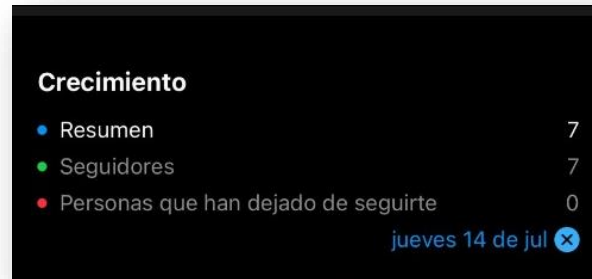 Crecimiento
Resumen 7
Seguidores 7
Personas que han dejado de seguirte 0
jueves 14 de jul